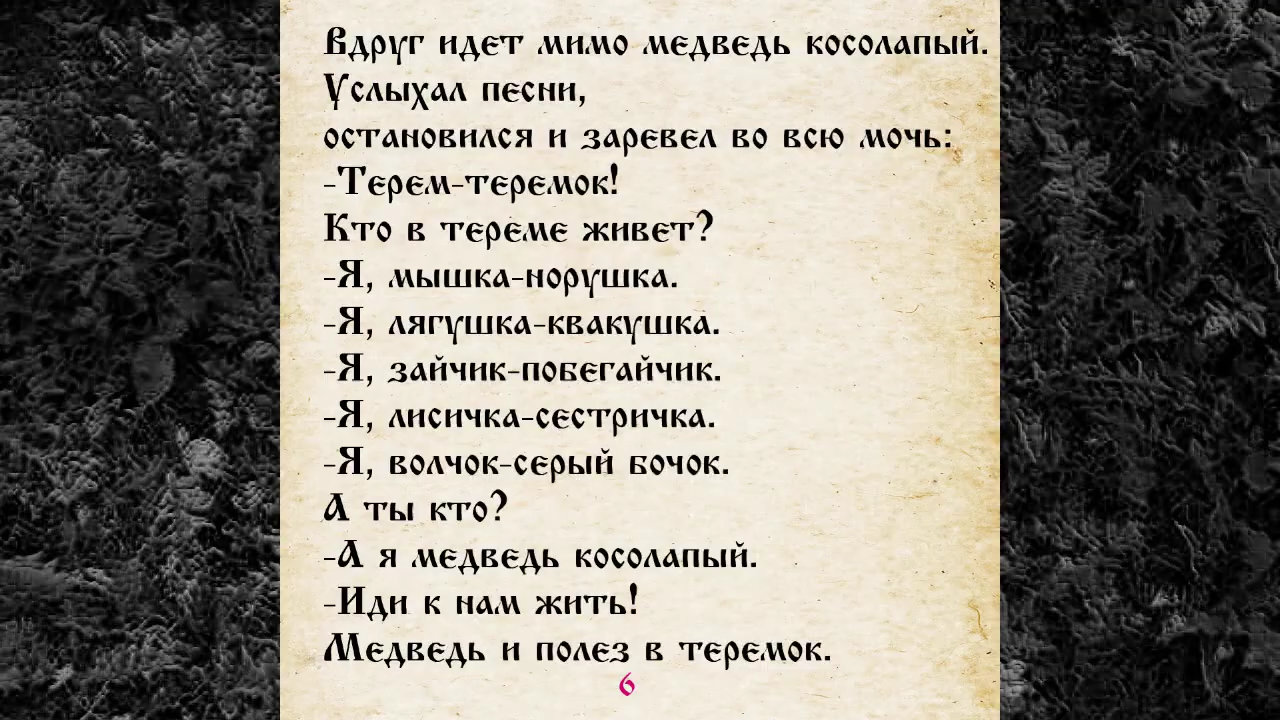 Вдруг идет мимо медведь косолапый.
Услыхал песни,
остановился и заревел во всю мочь:
-Терем-теремок!
Кто в тереме живет?
-Я, мышка-норушка.
-Я, лягушка-квакушка.
-Я, зайчик-побегайчик.
-Я, лисичка-сестричка.
-Я, волчок-серый бочок.
А ты кто?
-А я медведь косолапый.
-Иди к нам жить!
Медведь и полез в теремок.
6